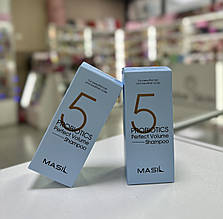 5
PROBIOTICS
Perfect Volume
Shampoo
MASIL
5
PROBIOTICS
Perfect Volume
Shampoo
MASIL